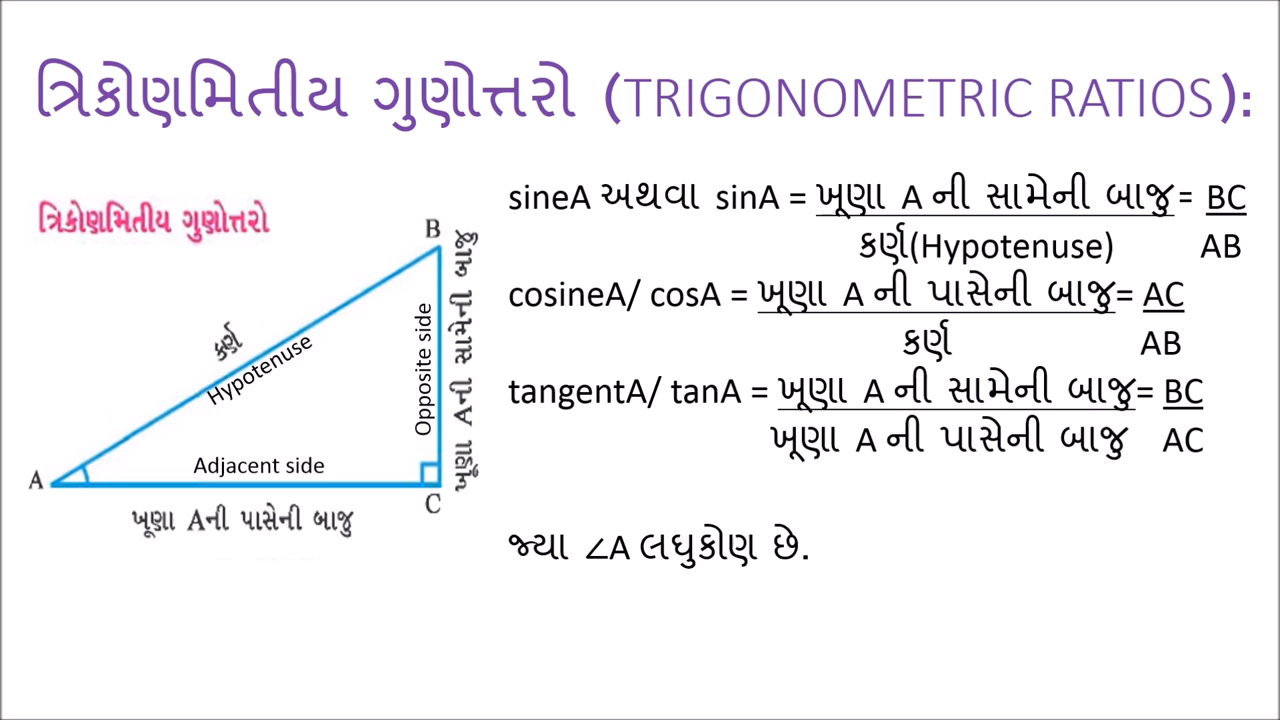 ત્રિકોણમિતીય ગુણોત્તરો (TRIGONOMETRIC RATIOS):
ત્રિકોણમિતીય ગુણોત્તરો
B
કર્ણ
Hypotenuse
Opposite side
ખૂણા Aની સામેની બાજુ
A
Adjacent side
C
ખૂણા Aની પાસેની બાજુ
sineA અથવા sinA = ખૂણા A ની સામેની બાજુ = BC
કર્ણ(Hypotenuse) AB
cosineA/ cosA = ખૂણા A ની પાસેની બાજુ = AC
કર્ણ AB
tangentA/ tanA = ખૂણા A ની સામેની બાજુ = BC
ખૂણા A ની પાસેની બાજુ AC
જ્યા ∠A લઘુકોણ છે.